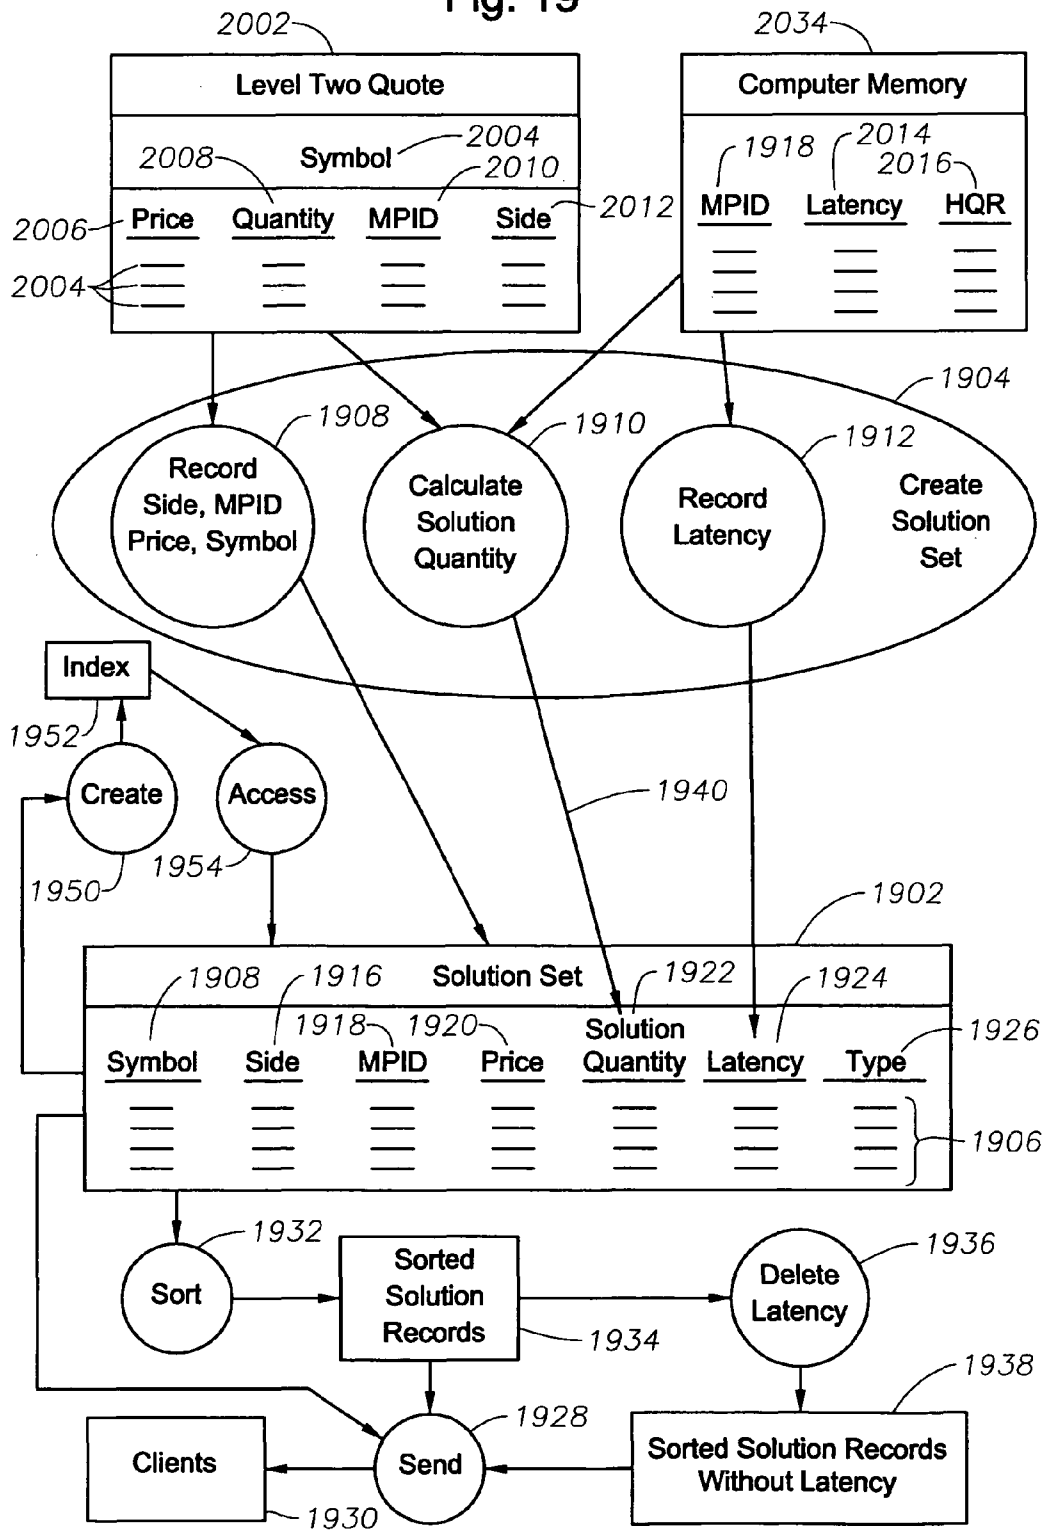 Fig. 19
2002
2034
Level Two Quote
Computer Memory
Symbol
2004
2008
2010
1918
2014
2016
2006
Price
Quantity
MPID
Side
2012
MPID
Latency
HQR
2004
1904
1908
1910
1912
Record
Side, MPID
Price, Symbol
Calculate
Solution
Quantity
Record
Latency
Create
Solution
Set
Index
1952
Create
Access
1940
1950
1954
1902
Solution Set
1908
1916
1918
1920
1922
1924
1926
Symbol
Side
MPID
Price
Solution
Quantity
Latency
Type
1906
1932
Sort
Sorted
Solution
Records
1934
Delete
Latency
1936
1938
Clients
1930
Send
1928
Sorted Solution Records
Without Latency